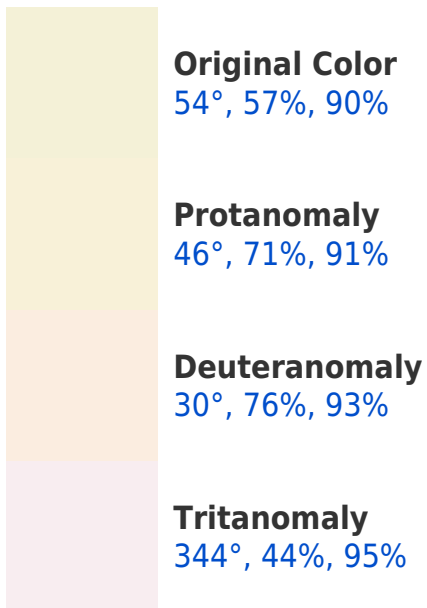 Original Color
54°, 57%, 90%
Protanomaly
46°, 71%, 91%
Deuteranomaly
30°, 76%, 93%
Tritanomaly
344°, 44%, 95%